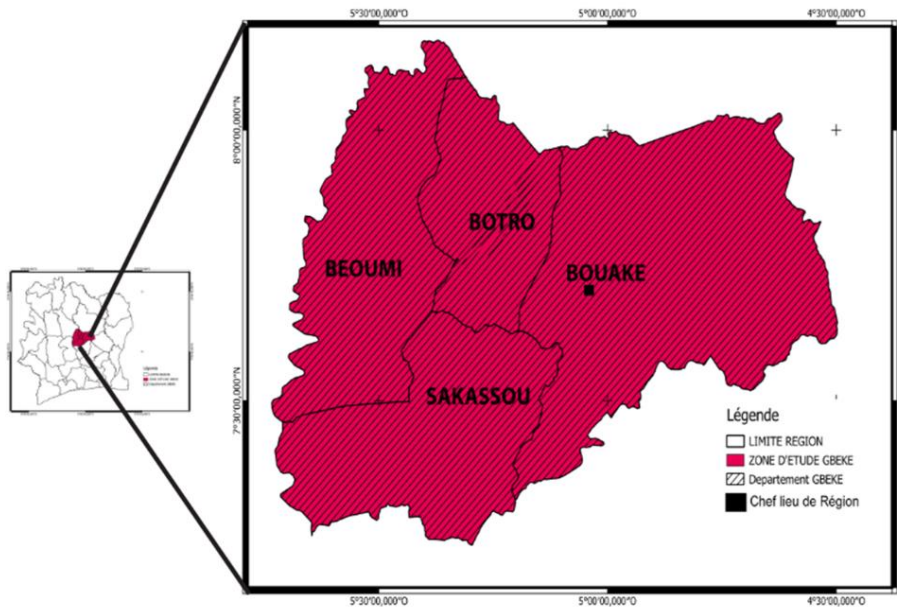 5°30'00,000"O 5°00'00,000"O 4°30'00,000"O
8°00'00,000"N
BOTRO
BEOUMI
BOUAKE
SAKASSOU
7°30'00,000"N
Légende
LIMITE REGION
ZONE D'ETUDE GBEKE
Departement GBEKE
Chef lieu de Région
5°30'00,000"O 5°00'00,000"O 4°30'00,000"O